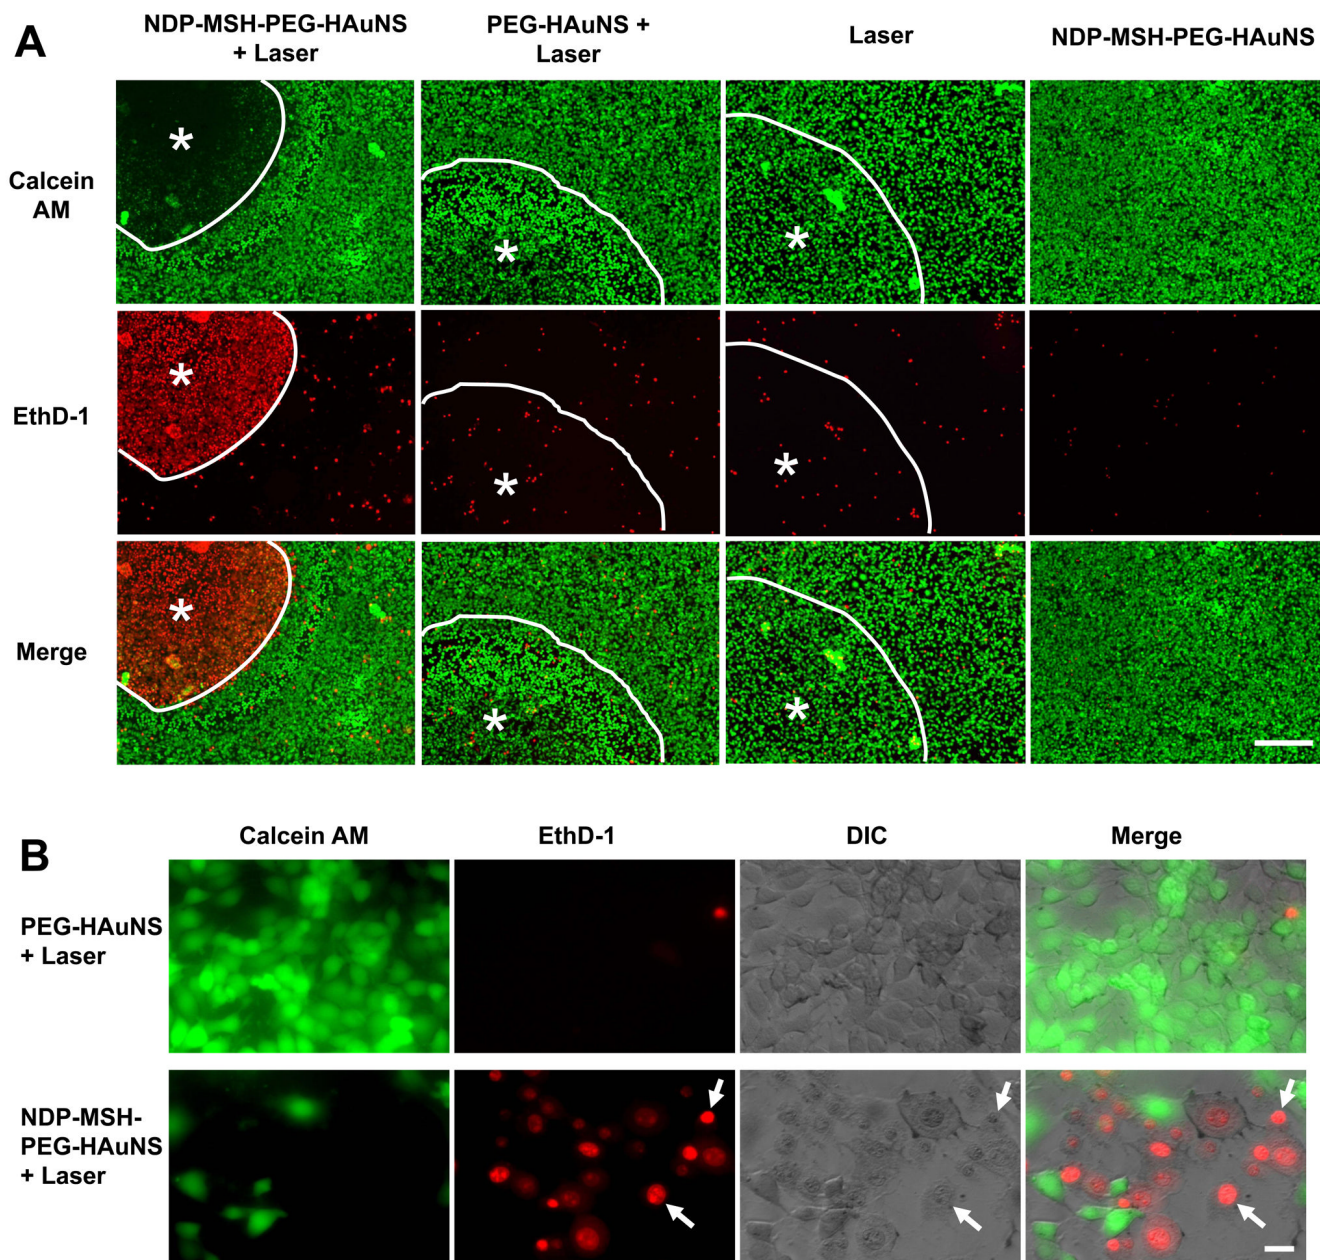 A
NDP-MSH-PEG-HAuNS
+ Laser
PEG-HAuNS +
Laser
Laser
NDP-MSH-PEG-HAuNS
Calcein
AM
*
*
*
EthD-1
*
*
*
Merge
*
*
*
B
Calcein AM
EthD-1
DIC
Merge
PEG-HAuNS
+ Laser
NDP-MSH-
PEG-HAuNS
+ Laser